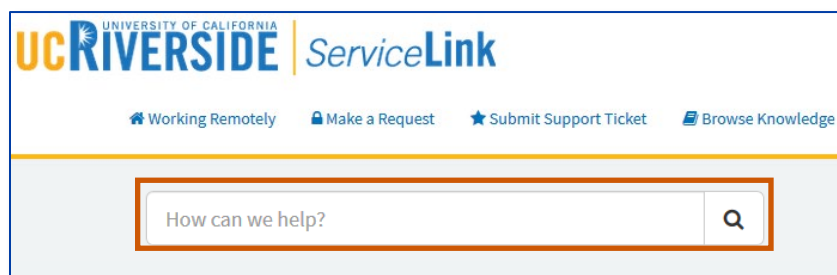 UNIVERSITY OF CALIFORNIA
UCRIVERSIDE ServiceLink
Working Remotely Make a Request Submit Support Ticket Browse Knowledge
How can we help?